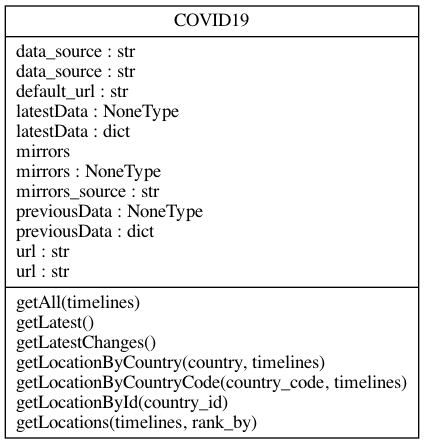 COVID19
data_source : str
data_source : str
default_url : str
latestData : NoneType
latestData : dict
mirrors
mirrors : NoneType
mirrors_source : str
previousData : NoneType
previousData : dict
url : str
url : str
getAll(timelines)
getLatest()
getLatestChanges()
getLocationByCountry(country, timelines)
getLocationByCountryCode(country_code, timelines)
getLocationById(country_id)
getLocations(timelines, rank_by)